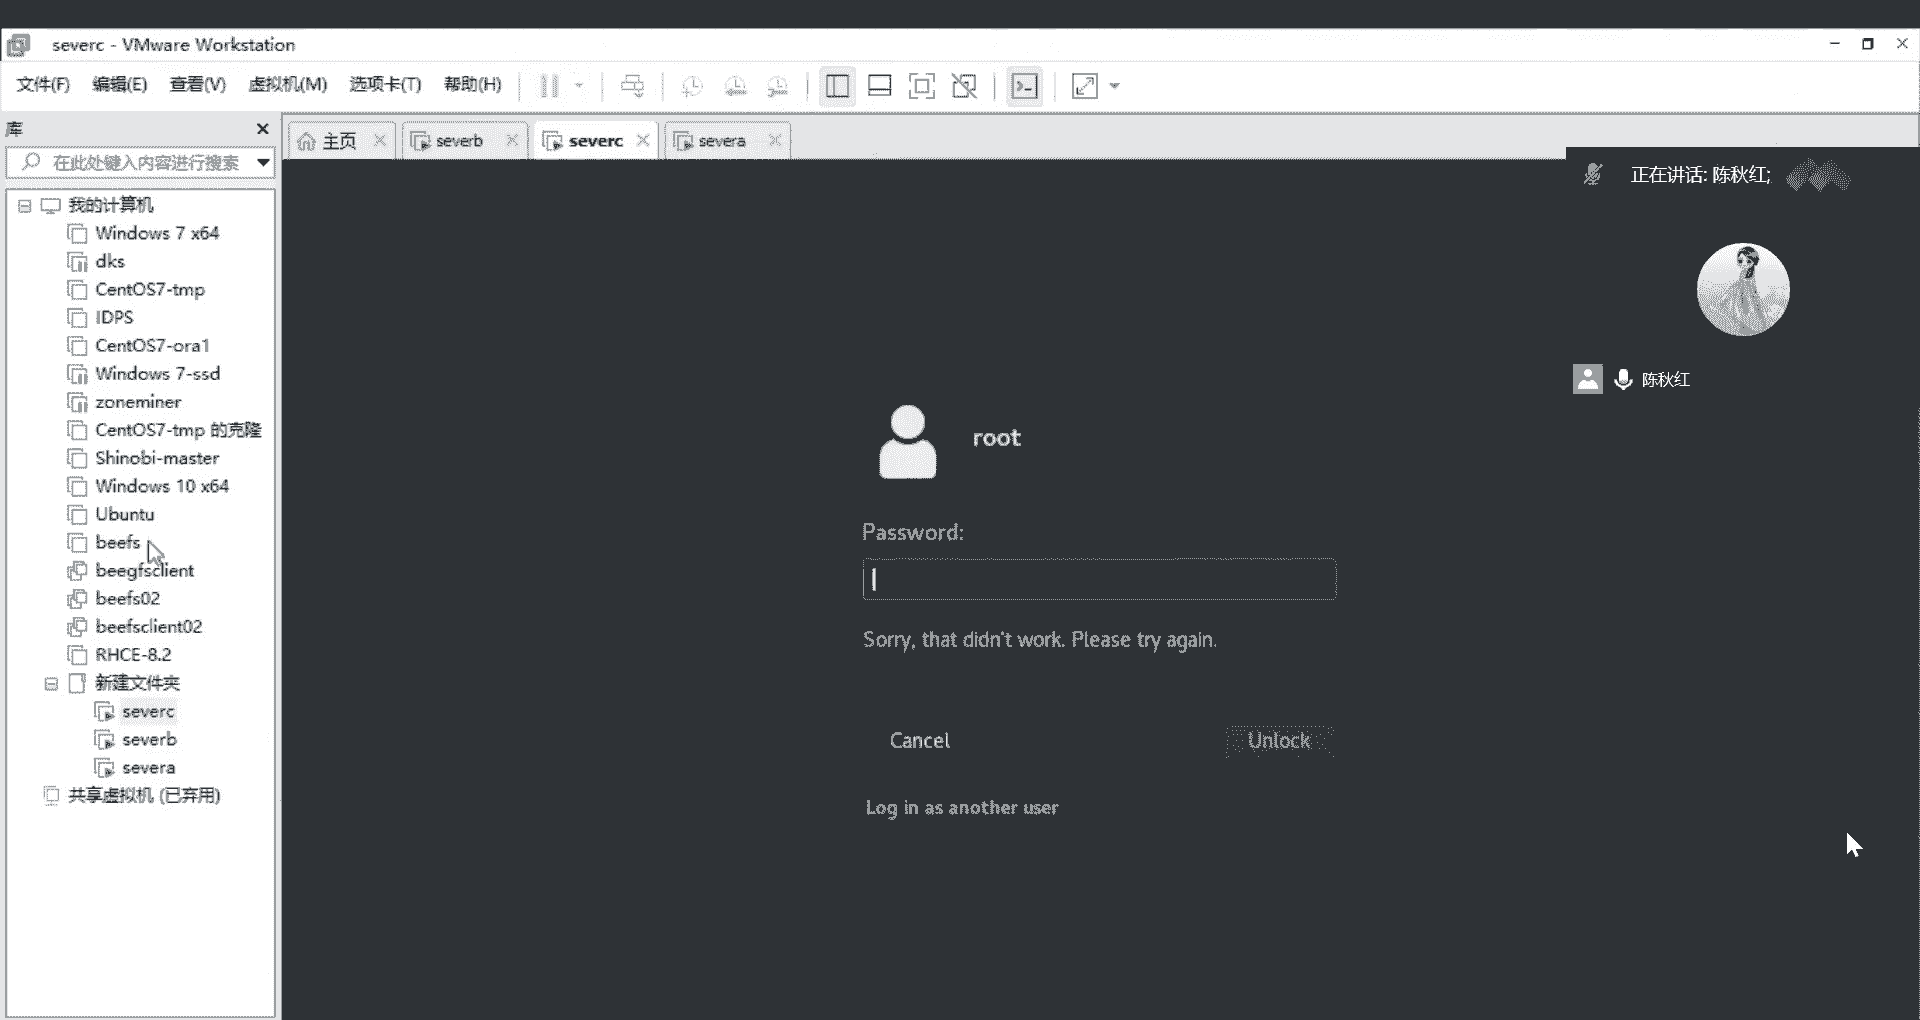 severc - VMware Workstation
文件(F) 编辑(E) 查看(V) 虚拟机(M) 选项卡(T) 帮助(H)
库
在此处键入内容进行搜索
主页 severb severc severa
我的计算机
Windows 7 x64
dks
CentOS7-tmp
IDPS
CentOS7-ora1
Windows 7-ssd
zoneminer
CentOS7-tmp 的克隆
Shinobi-master
Windows 10 x64
Ubuntu
beefs
beegfsclient
beefs02
beefsclient02
RHCE-8.2
新建文件夹
severc
severb
severa
共享虚拟机 (已弃用)
正在讲话: 陈秋红;
陈秋红
root
Password:
Sorry, that didn't work. Please try again.
Cancel Unlock
Log in as another user